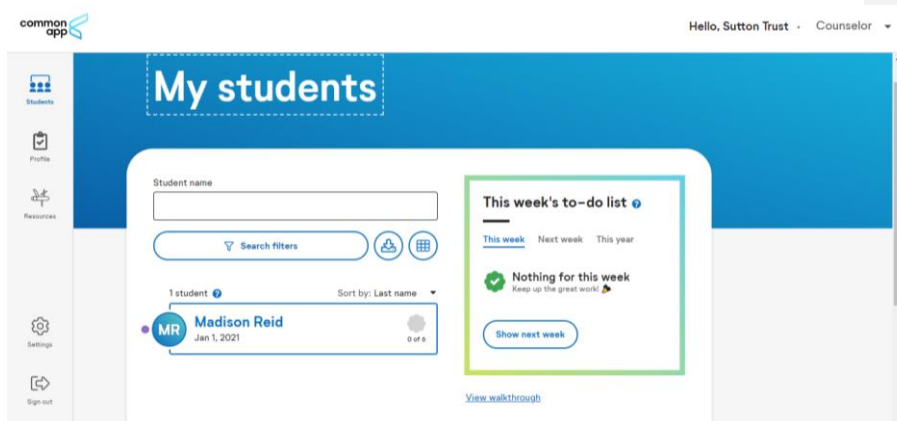 common app
Hello, Sutton Trust · Counselor
Students
Profile
Resources
Settings
Sign out
My students
Student name
Search filters
1 student
Sort by: Last name
MR
Madison Reid
Jan 1, 2021
0 of 0
This week's to-do list
This week Next week This year
Nothing for this week
Keep up the great work!
Show next week
View walkthrough